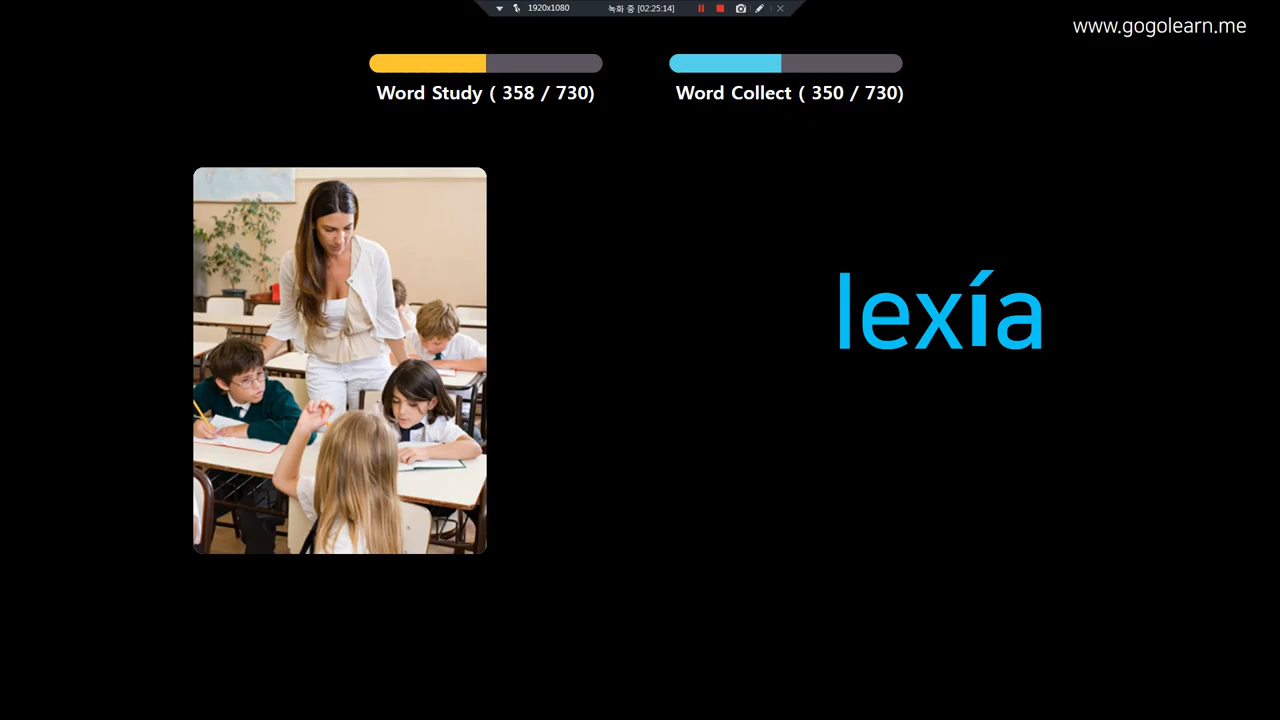 1920x1080
녹화 중 [02:25:14]
www.gogolearn.me
Word Study ( 358 / 730)
Word Collect ( 350 / 730)
lexía